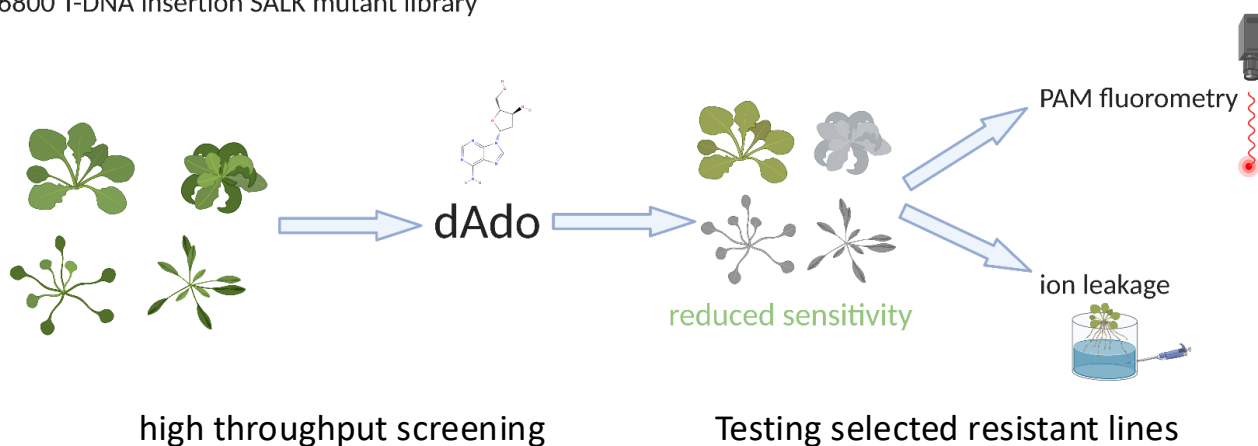 6800 T-DNA insertion SALK mutant library
PAM fluorometry
dAdo
ion leakage
reduced sensitivity
high throughput screening
Testing selected resistant lines